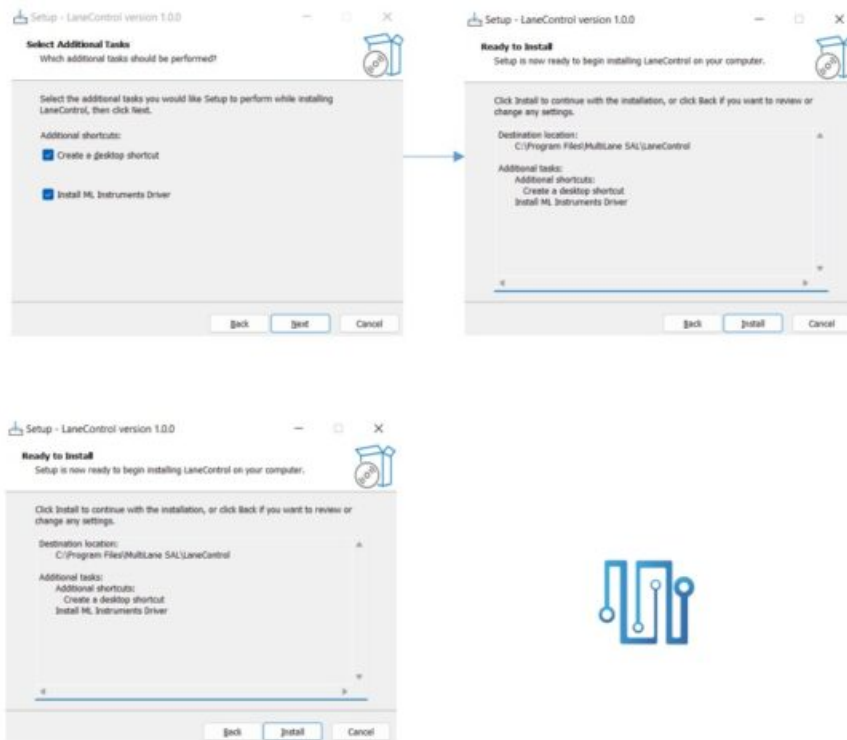 Setup - LaneControl version 1.0.0
Select Additional Tasks
Which additional tasks should be performed?
Select the additional tasks you would like Setup to perform while installing
LaneControl, then click Next.
Additional shortcuts:
Create a desktop shortcut
Install ML Instruments Driver
Back
Next
Cancel
Setup - LaneControl version 1.0.0
Ready to Install
Setup is now ready to begin installing LaneControl on your computer.
Click Install to continue with the installation, or click Back if you want to review or
change any settings.
Destination location:
C:\Program Files\MultiLane SAL\LaneControl
Additional tasks:
Additional shortcuts:
Create a desktop shortcut
Install ML Instruments Driver
Back
Install
Cancel
Setup - LaneControl version 1.0.0
Ready to Install
Setup is now ready to begin installing LaneControl on your computer.
Click Install to continue with the installation, or click Back if you want to review or
change any settings.
Destination location:
C:\Program Files\MultiLane SAL\LaneControl
Additional tasks:
Additional shortcuts:
Create a desktop shortcut
Install ML Instruments Driver
Back
Install
Cancel